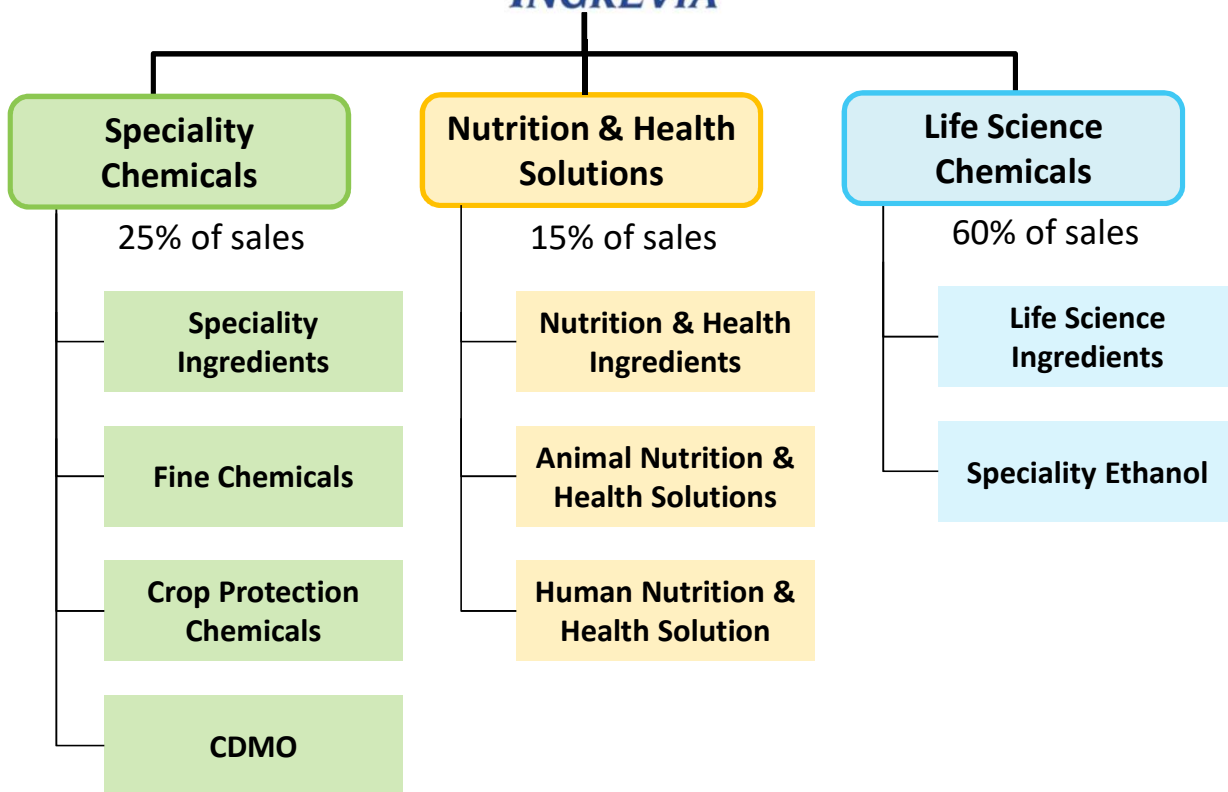 INGREVIA
Speciality
Chemicals
25% of sales
Speciality
Ingredients
Fine Chemicals
Crop Protection
Chemicals
CDMO
Nutrition & Health
Solutions
15% of sales
Nutrition & Health
Ingredients
Animal Nutrition &
Health Solutions
Human Nutrition &
Health Solution
Life Science
Chemicals
60% of sales
Life Science
Ingredients
Speciality Ethanol